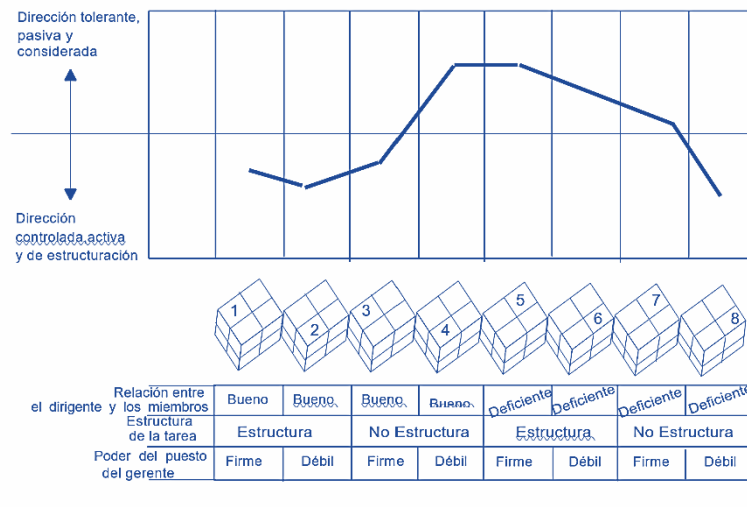 Dirección tolerante,
pasiva y
considerada
Dirección
controlada,activa
y de estructuración
1
2
3
4
5
6
7
8
Relación entre
el dirigente y los miembros
Bueno Bueno Bueno Bueno Deficiente Deficiente Deficiente Deficiente
Estructura
de la tarea
Estructura No Estructura Estructura No Estructura
Poder del puesto
del gerente
Firme Débil Firme Débil Firme Débil Firme Débil